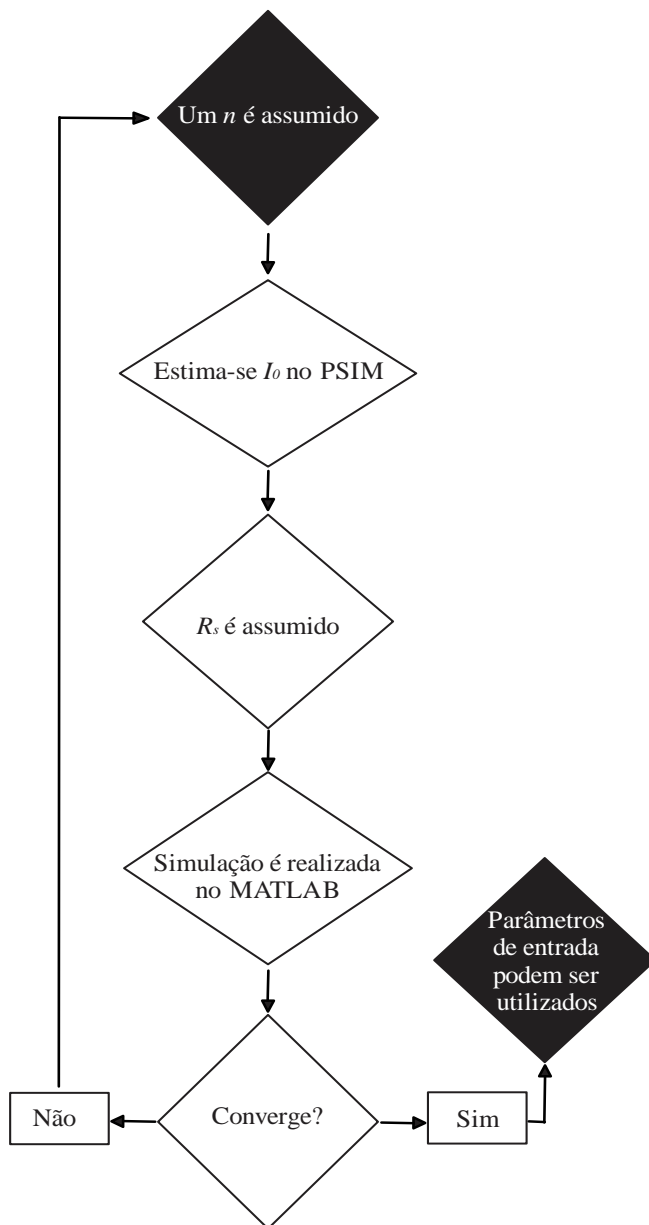 Um n é assumido
Estima-se I₀ no PSIM
Rₛ é assumido
Simulação é realizada
no MATLAB
Parâmetros
de entrada
podem ser
utilizados
Não
Converge?
Sim